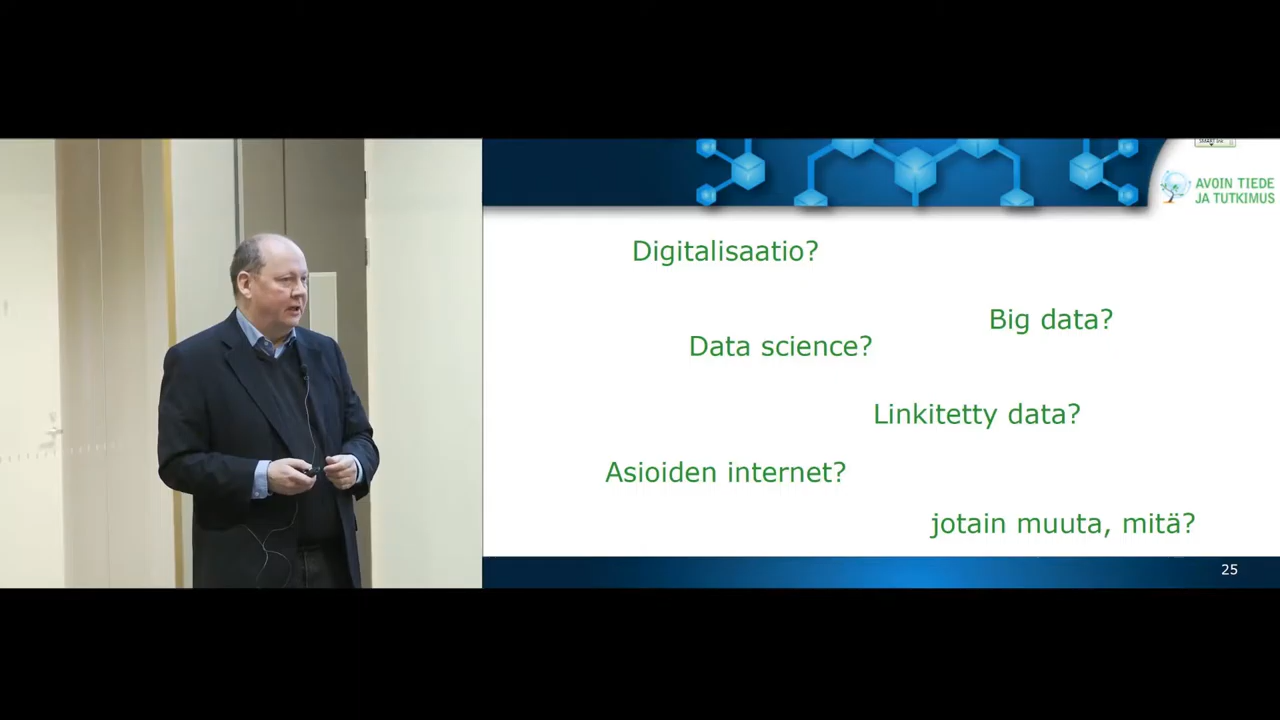 AVOIN TIEDE
JA TUTKIMUS
Digitalisaatio?
Big data?
Data science?
Linkitetty data?
Asioiden internet?
jotain muuta, mitä?
25